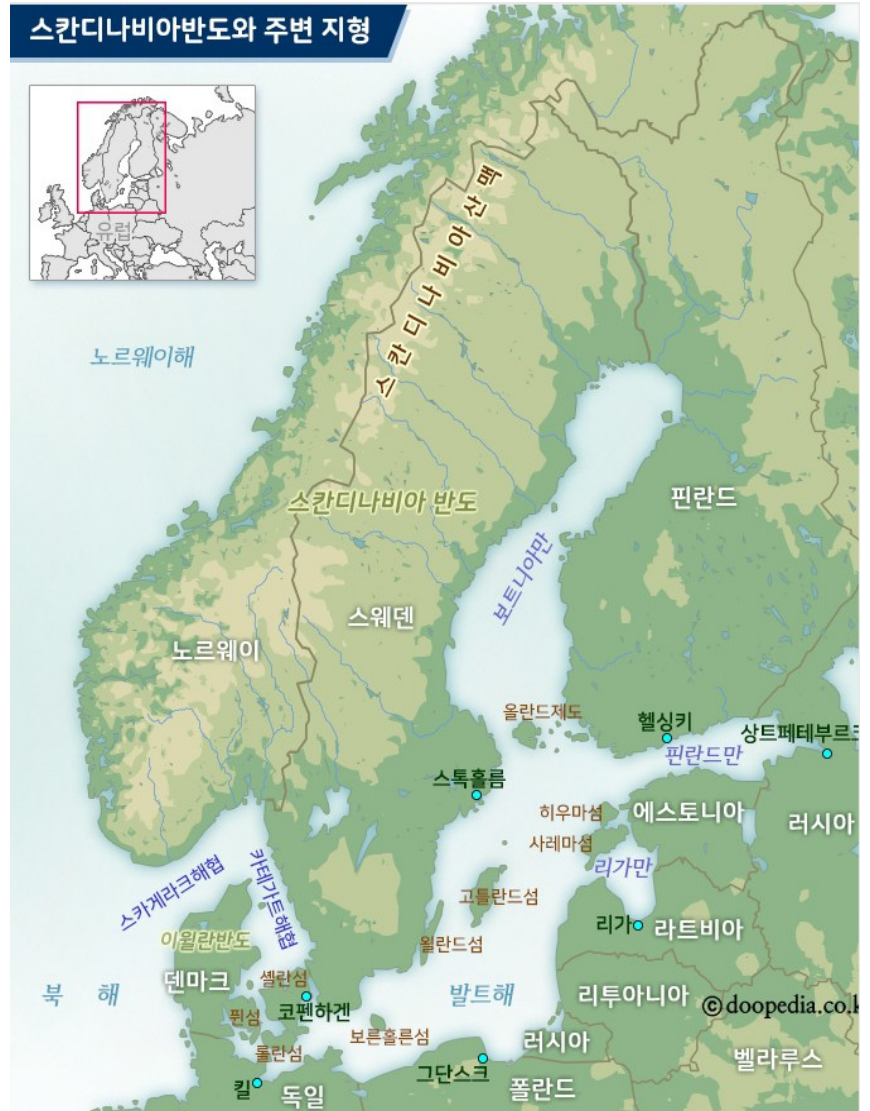 스칸디나비아반도와 주변 지형
유럽
스칸디나비아산맥
노르웨이해
스칸디나비아 반도
핀란드
보트니아만
스웨덴
노르웨이
올란드제도
헬싱키
상트페테부르크
핀란드만
스톡홀름
히우마섬
에스토니아
러시아
사레마섬
리가만
스카게라크해협
카테가트해협
고틀란드섬
리가
라트비아
이윌란반도
욀란드섬
덴마크
셸란섬
북 해
발트해
리투아니아
©doopedia.co.k
퓐섬
코펜하겐
보른홀름섬
러시아
롤란섬
벨라루스
그단스크
킬
독일
폴란드